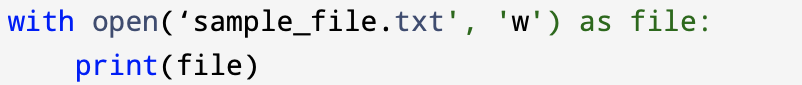 with open(‘sample_file.txt', 'w') as file:
    print(file)